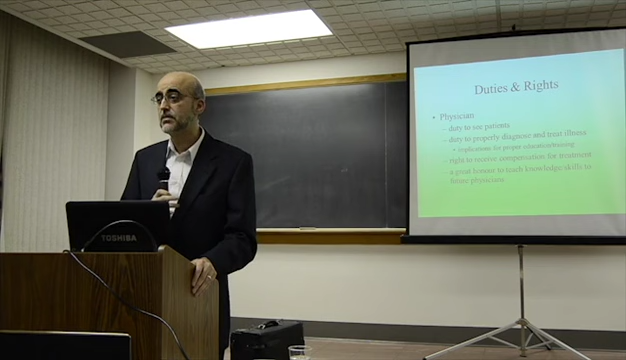 Duties & Rights
• Physician
– duty to see patients
– duty to properly diagnose and treat illness
• implications for proper education/training
– right to receive compensation for treatment
– a great honour to teach knowledge/skills to
future physicians
TOSHIBA